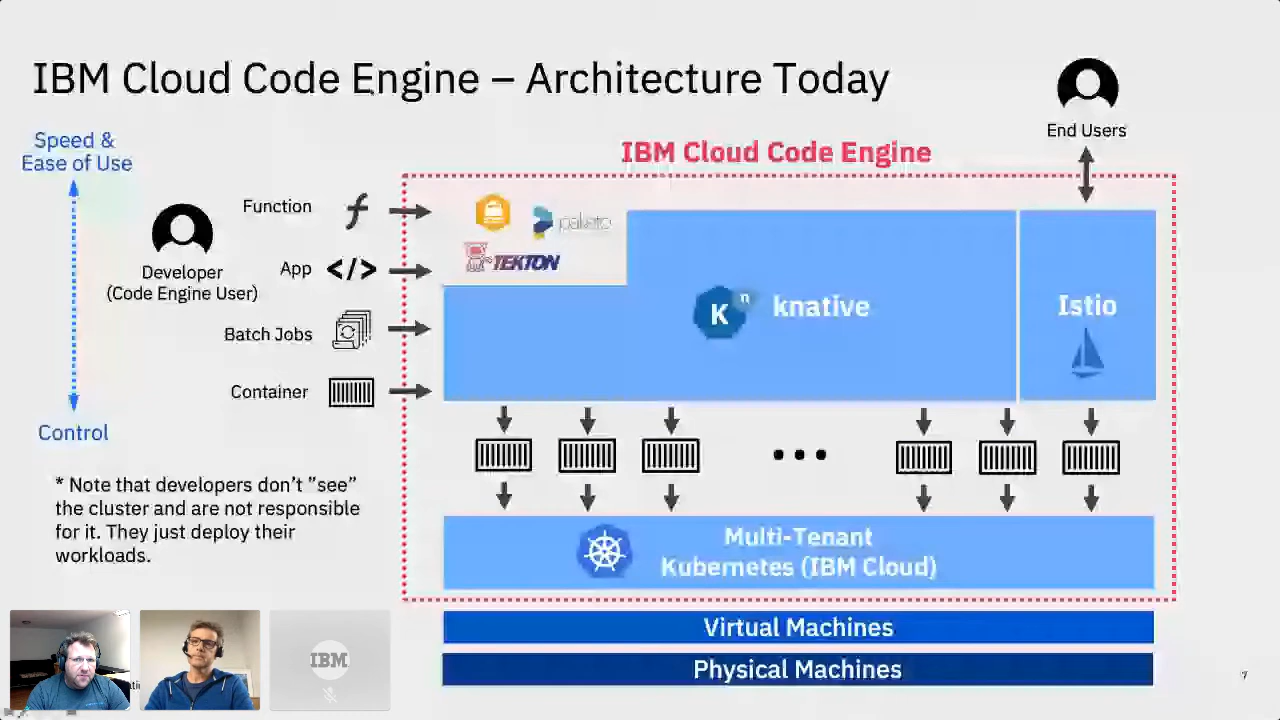 IBM Cloud Code Engine – Architecture Today
End Users
Speed &
Ease of Use
IBM Cloud Code Engine
Function
App
</>
Developer
(Code Engine User)
Batch Jobs
Container
Control
paketo
TEKTON
K
n
knative
Istio
* Note that developers don't "see"
the cluster and are not responsible
for it. They just deploy their
workloads.
Multi-Tenant
Kubernetes (IBM Cloud)
Virtual Machines
Physical Machines
IBM
7